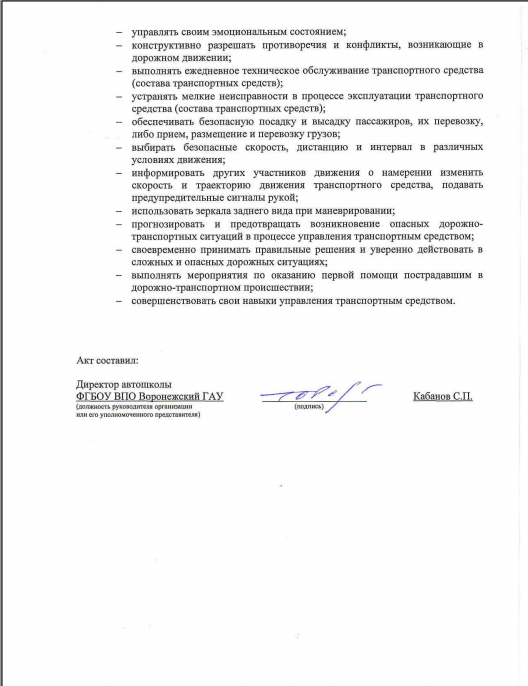 – управлять своим эмоциональным состоянием;
– конструктивно разрешать противоречия и конфликты, возникающие в
дорожном движении;
– выполнять ежедневное техническое обслуживание транспортного средства
(состава транспортных средств);
– устранять мелкие неисправности в процессе эксплуатации транспортного
средства (состава транспортных средств);
– обеспечивать безопасную посадку и высадку пассажиров, их перевозку,
либо прием, размещение и перевозку грузов;
– выбирать безопасные скорость, дистанцию и интервал в различных
условиях движения;
– информировать других участников движения о намерении изменить
скорость и траекторию движения транспортного средства, подавать
предупредительные сигналы рукой;
– использовать зеркала заднего вида при маневрировании;
– прогнозировать и предотвращать возникновение опасных дорожно-
транспортных ситуаций в процессе управления транспортным средством;
– своевременно принимать правильные решения и уверенно действовать в
сложных и опасных дорожных ситуациях;
– выполнять мероприятия по оказанию первой помощи пострадавшим в
дорожно-транспортном происшествии;
– совершенствовать свои навыки управления транспортным средством.
Акт составил:
Директор автошколы
ФГБОУ ВПО Воронежский ГАУ Кабанов С.П.
(должность руководителя организации (подпись)
или его уполномоченного представителя)